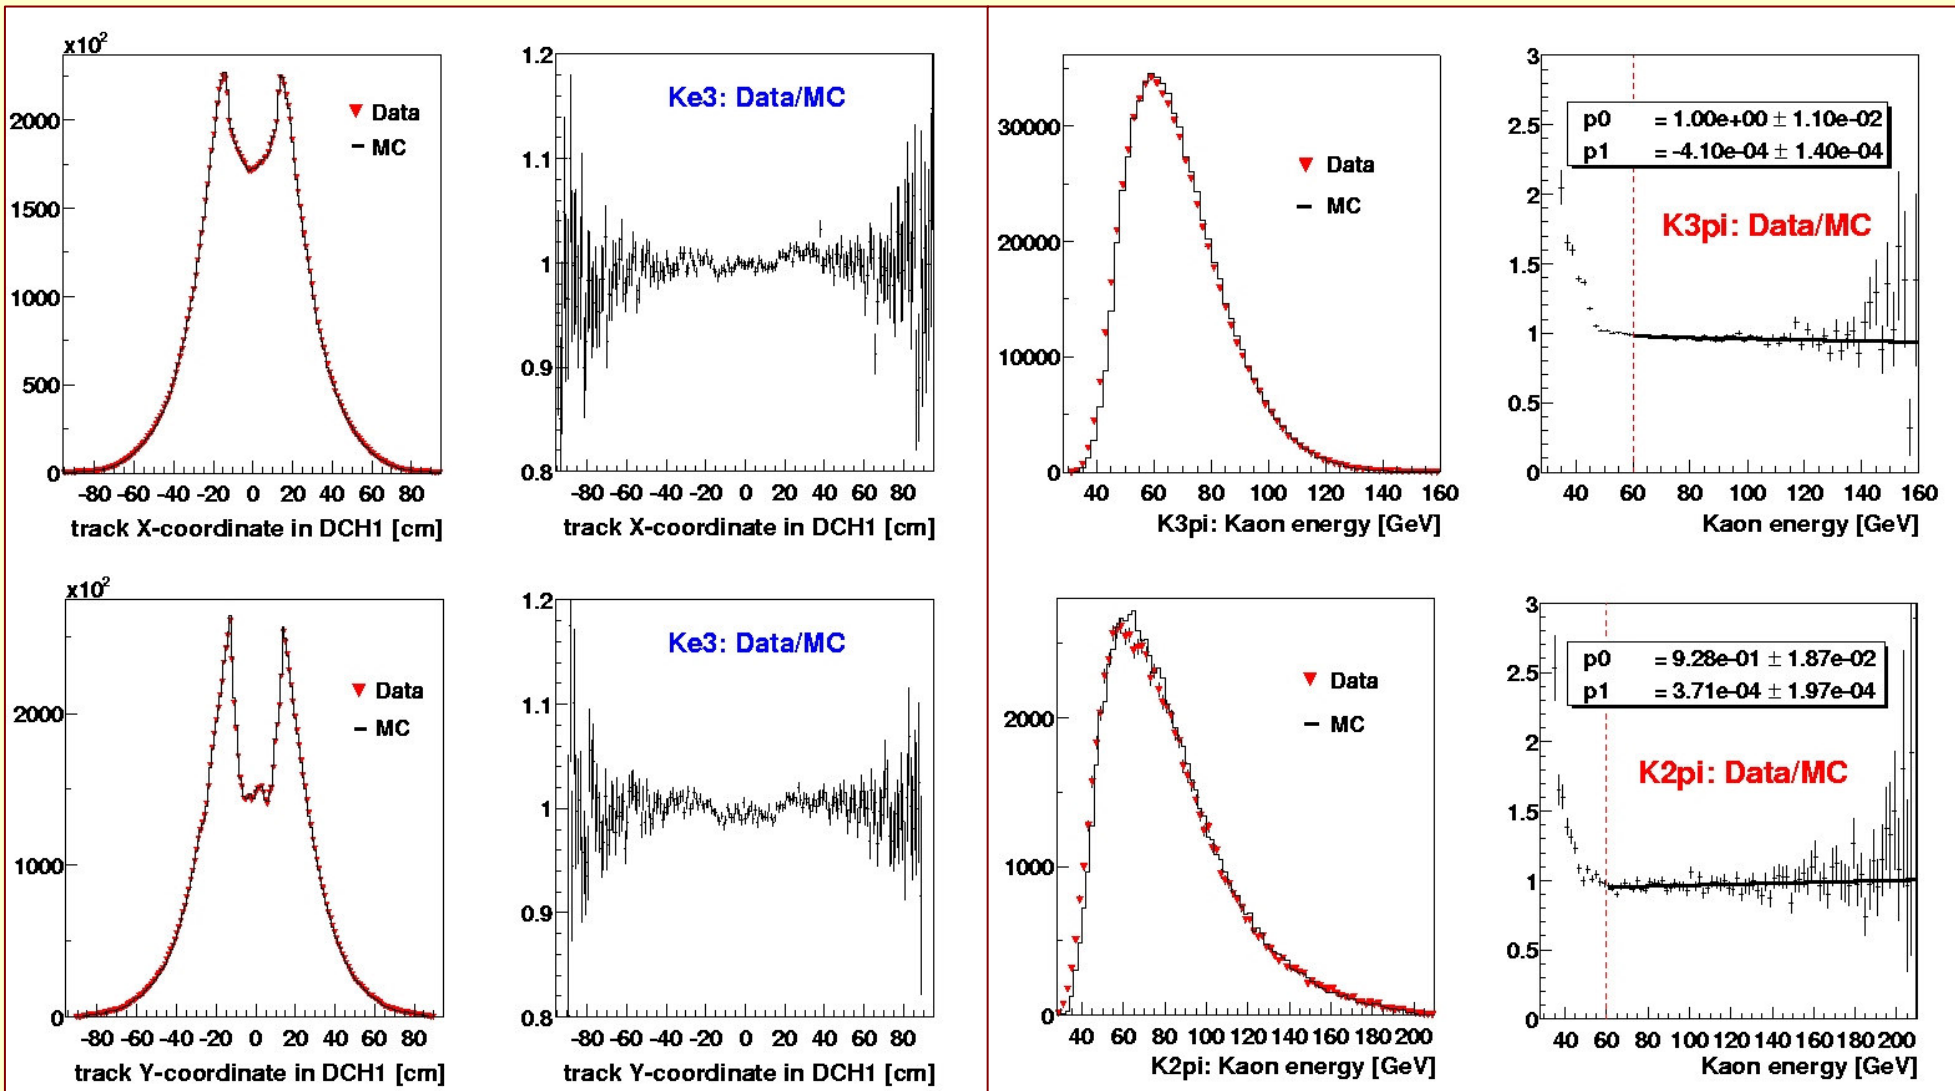 x10²
2000
1500
1000
500
0
-80 -60 -40 -20 0 20 40 60 80
track X-coordinate in DCH1 [cm]
Data
MC
1.2
1.1
1
0.9
0.8
Ke3: Data/MC
-80 -60 -40 -20 0 20 40 60 80
track X-coordinate in DCH1 [cm]
30000
20000
10000
0
Data
MC
40 60 80 100 120 140 160
K3pi: Kaon energy [GeV]
3
2.5
2
1.5
1
0.5
0
p0 = 1.00e+00 ± 1.10e-02
p1 = -4.10e-04 ± 1.40e-04
K3pi: Data/MC
40 60 80 100 120 140 160
Kaon energy [GeV]
x10²
2000
1000
0
Data
MC
-80 -60 -40 -20 0 20 40 60 80
track Y-coordinate in DCH1 [cm]
1.2
1.1
1
0.9
0.8
Ke3: Data/MC
-80 -60 -40 -20 0 20 40 60 80
track Y-coordinate in DCH1 [cm]
2000
1000
0
Data
MC
40 60 80 100 120 140 160 180 200
K2pi: Kaon energy [GeV]
3
2.5
2
1.5
1
0.5
0
p0 = 9.28e-01 ± 1.87e-02
p1 = 3.71e-04 ± 1.97e-04
K2pi: Data/MC
40 60 80 100 120 140 160 180 200
Kaon energy [GeV]